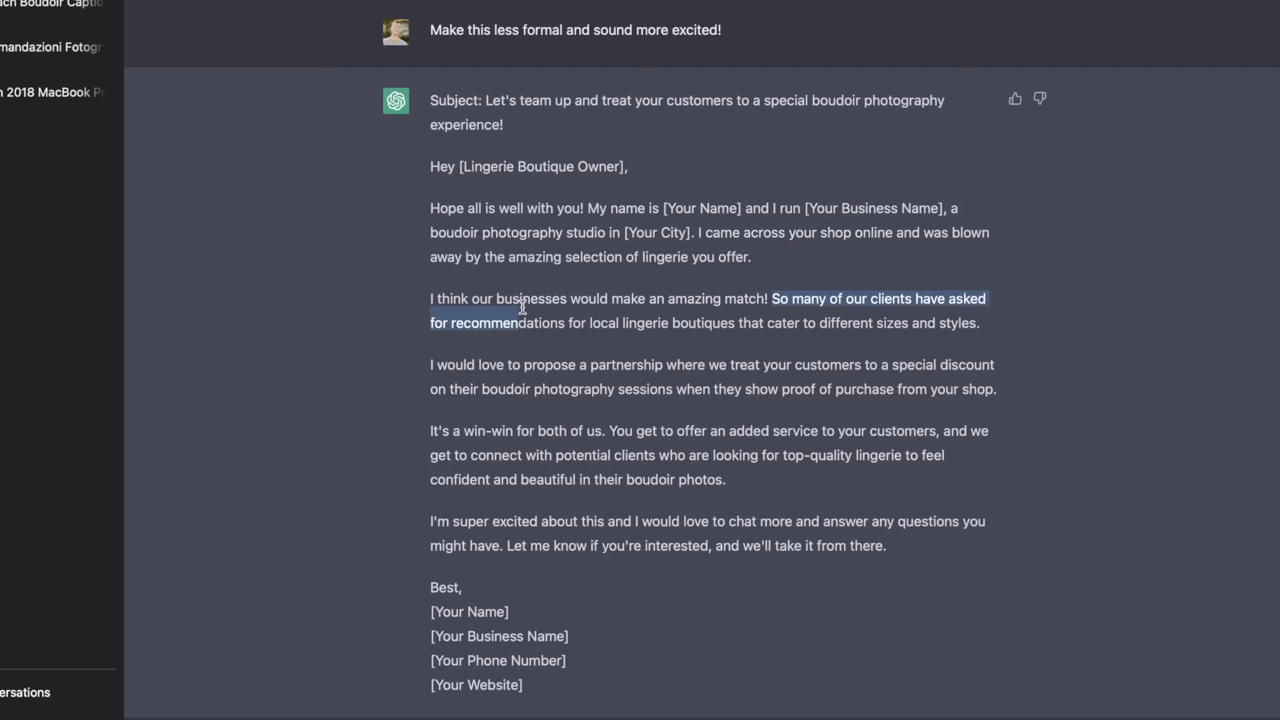 ach Boudoir Captio
mandazioni Fotogr
n 2018 MacBook Pr
ersations
Make this less formal and sound more excited!
Subject: Let's team up and treat your customers to a special boudoir photography
experience!
Hey [Lingerie Boutique Owner],
Hope all is well with you! My name is [Your Name] and I run [Your Business Name], a
boudoir photography studio in [Your City]. I came across your shop online and was blown
away by the amazing selection of lingerie you offer.
I think our businesses would make an amazing match! So many of our clients have asked
for recommendations for local lingerie boutiques that cater to different sizes and styles.
I would love to propose a partnership where we treat your customers to a special discount
on their boudoir photography sessions when they show proof of purchase from your shop.
It's a win-win for both of us. You get to offer an added service to your customers, and we
get to connect with potential clients who are looking for top-quality lingerie to feel
confident and beautiful in their boudoir photos.
I'm super excited about this and I would love to chat more and answer any questions you
might have. Let me know if you're interested, and we'll take it from there.
Best,
[Your Name]
[Your Business Name]
[Your Phone Number]
[Your Website]